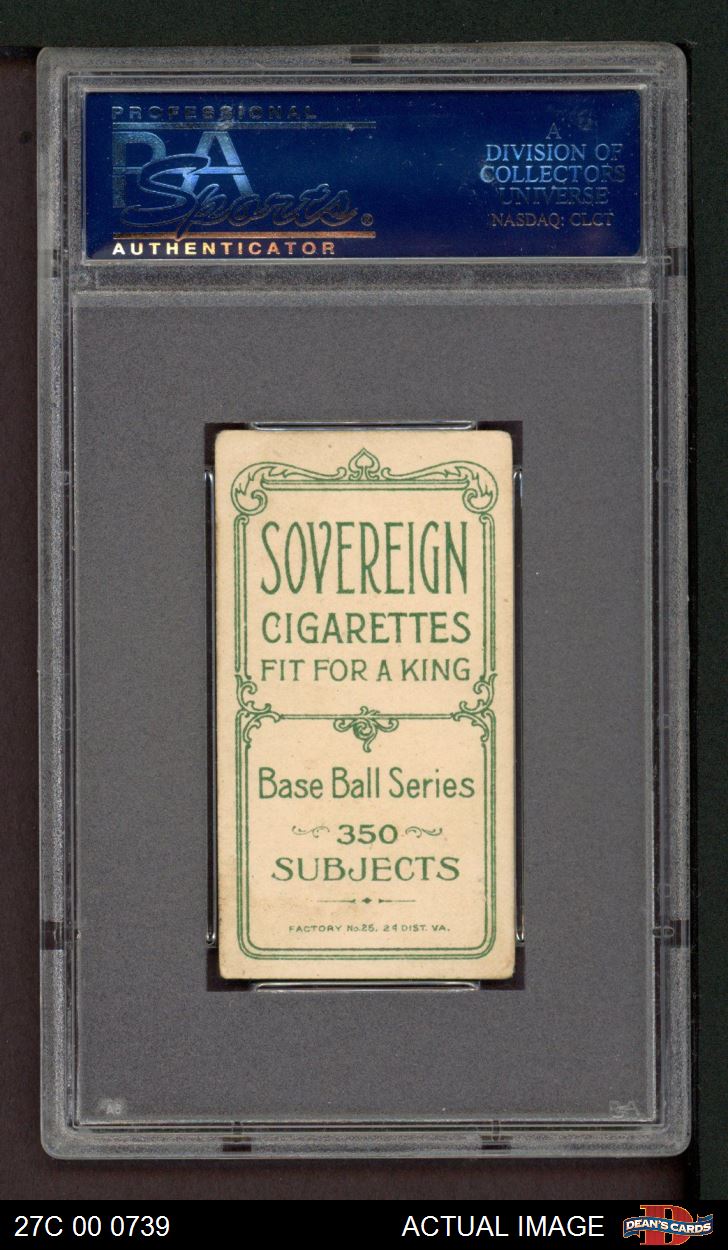 PROFESSIONAL
PSA
Sports®
AUTHENTICATOR
A
DIVISION OF
COLLECTORS
UNIVERSE
NASDAQ: CLCT
SOVEREIGN
CIGARETTES
FIT FOR A KING
Base Ball Series
350
SUBJECTS
FACTORY No.25, 2d DIST. VA.
27C 00 0739
ACTUAL IMAGE
DEAN'S CARDS